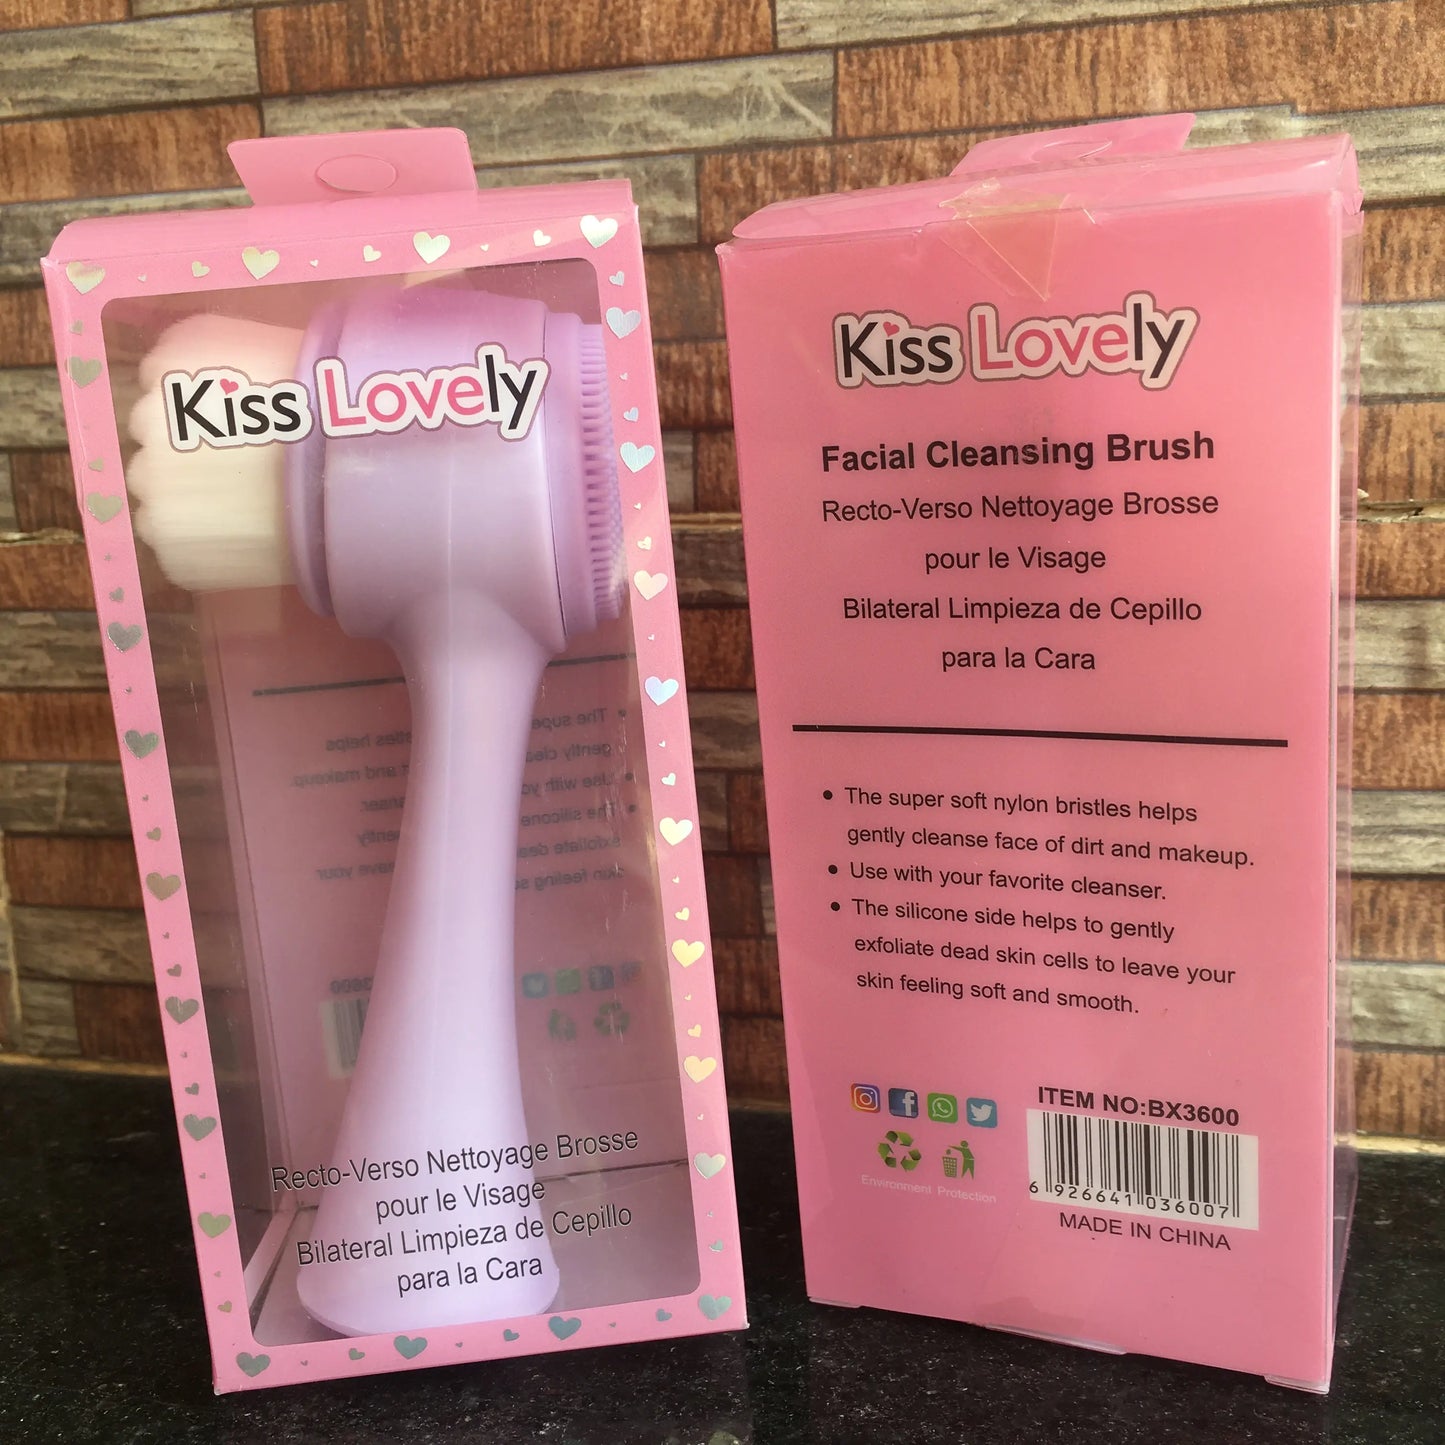 Kiss Lovely
Recto-Verso Nettoyage Brosse
pour le Visage
Bilateral Limpieza de Cepillo
para la Cara
Kiss Lovely
Facial Cleansing Brush
Recto-Verso Nettoyage Brosse
pour le Visage
Bilateral Limpieza de Cepillo
para la Cara
• The super soft nylon bristles helps
gently cleanse face of dirt and makeup.
• Use with your favorite cleanser.
• The silicone side helps to gently
exfoliate dead skin cells to leave your
skin feeling soft and smooth.
ITEM NO:BX3600
Environment Protection
6 926641 036007
MADE IN CHINA